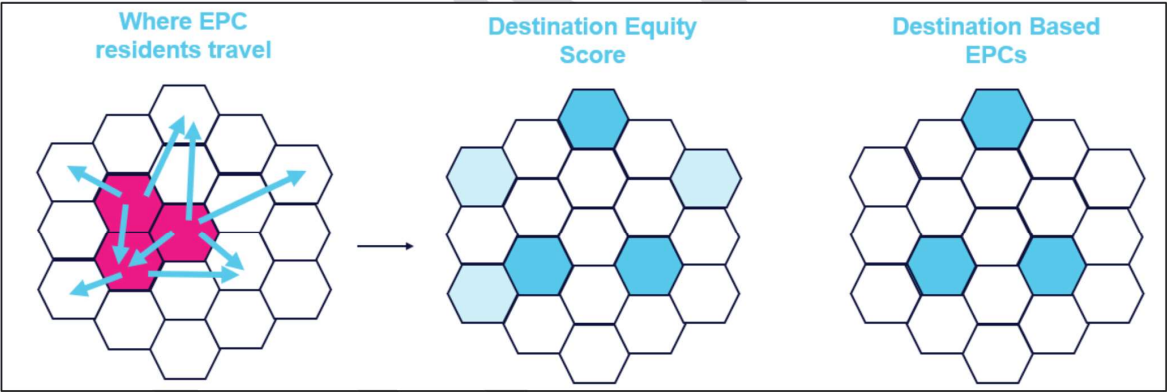 Where EPC
residents travel
Destination Equity
Score
Destination Based
EPCs